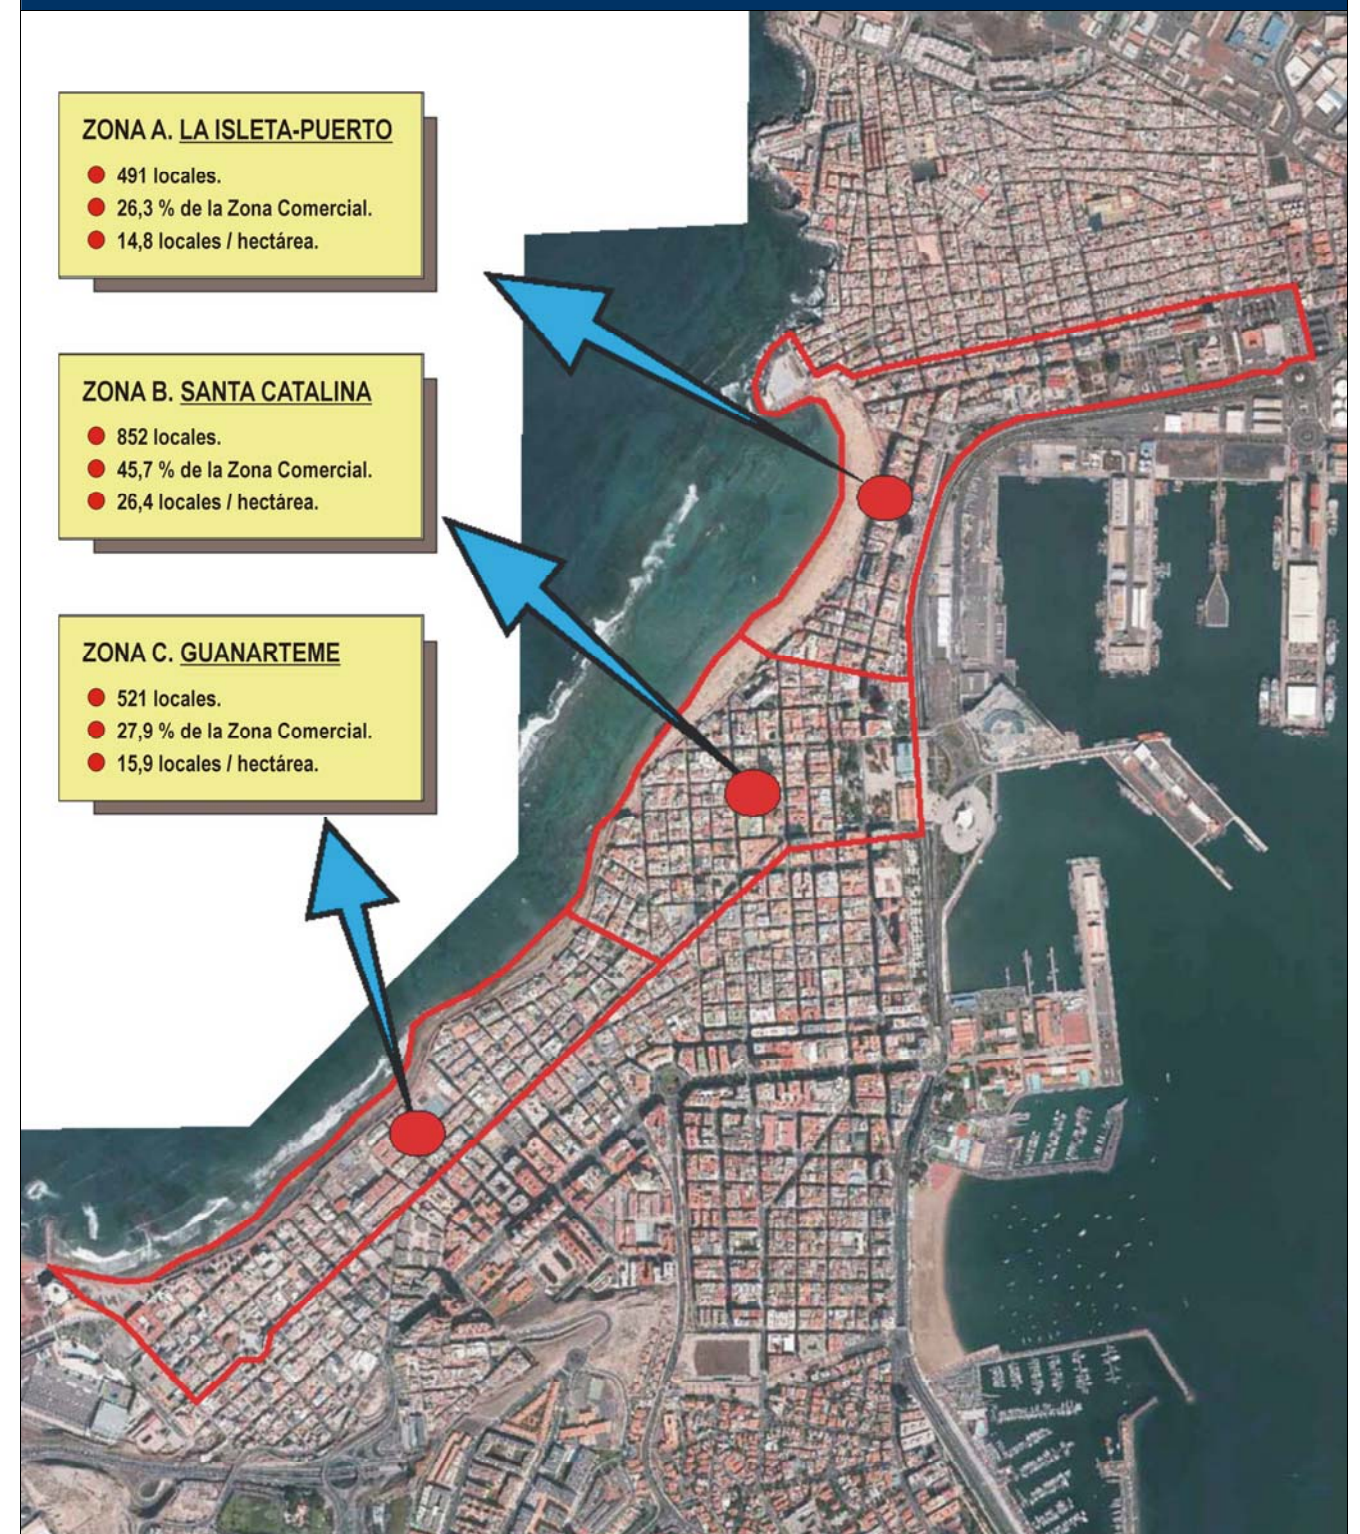 ZONA A. LA ISLETA-PUERTO
491 locales.
26,3 % de la Zona Comercial.
14,8 locales / hectárea.
ZONA B. SANTA CATALINA
852 locales.
45,7 % de la Zona Comercial.
26,4 locales / hectárea.
ZONA C. GUANARTEME
521 locales.
27,9 % de la Zona Comercial.
15,9 locales / hectárea.